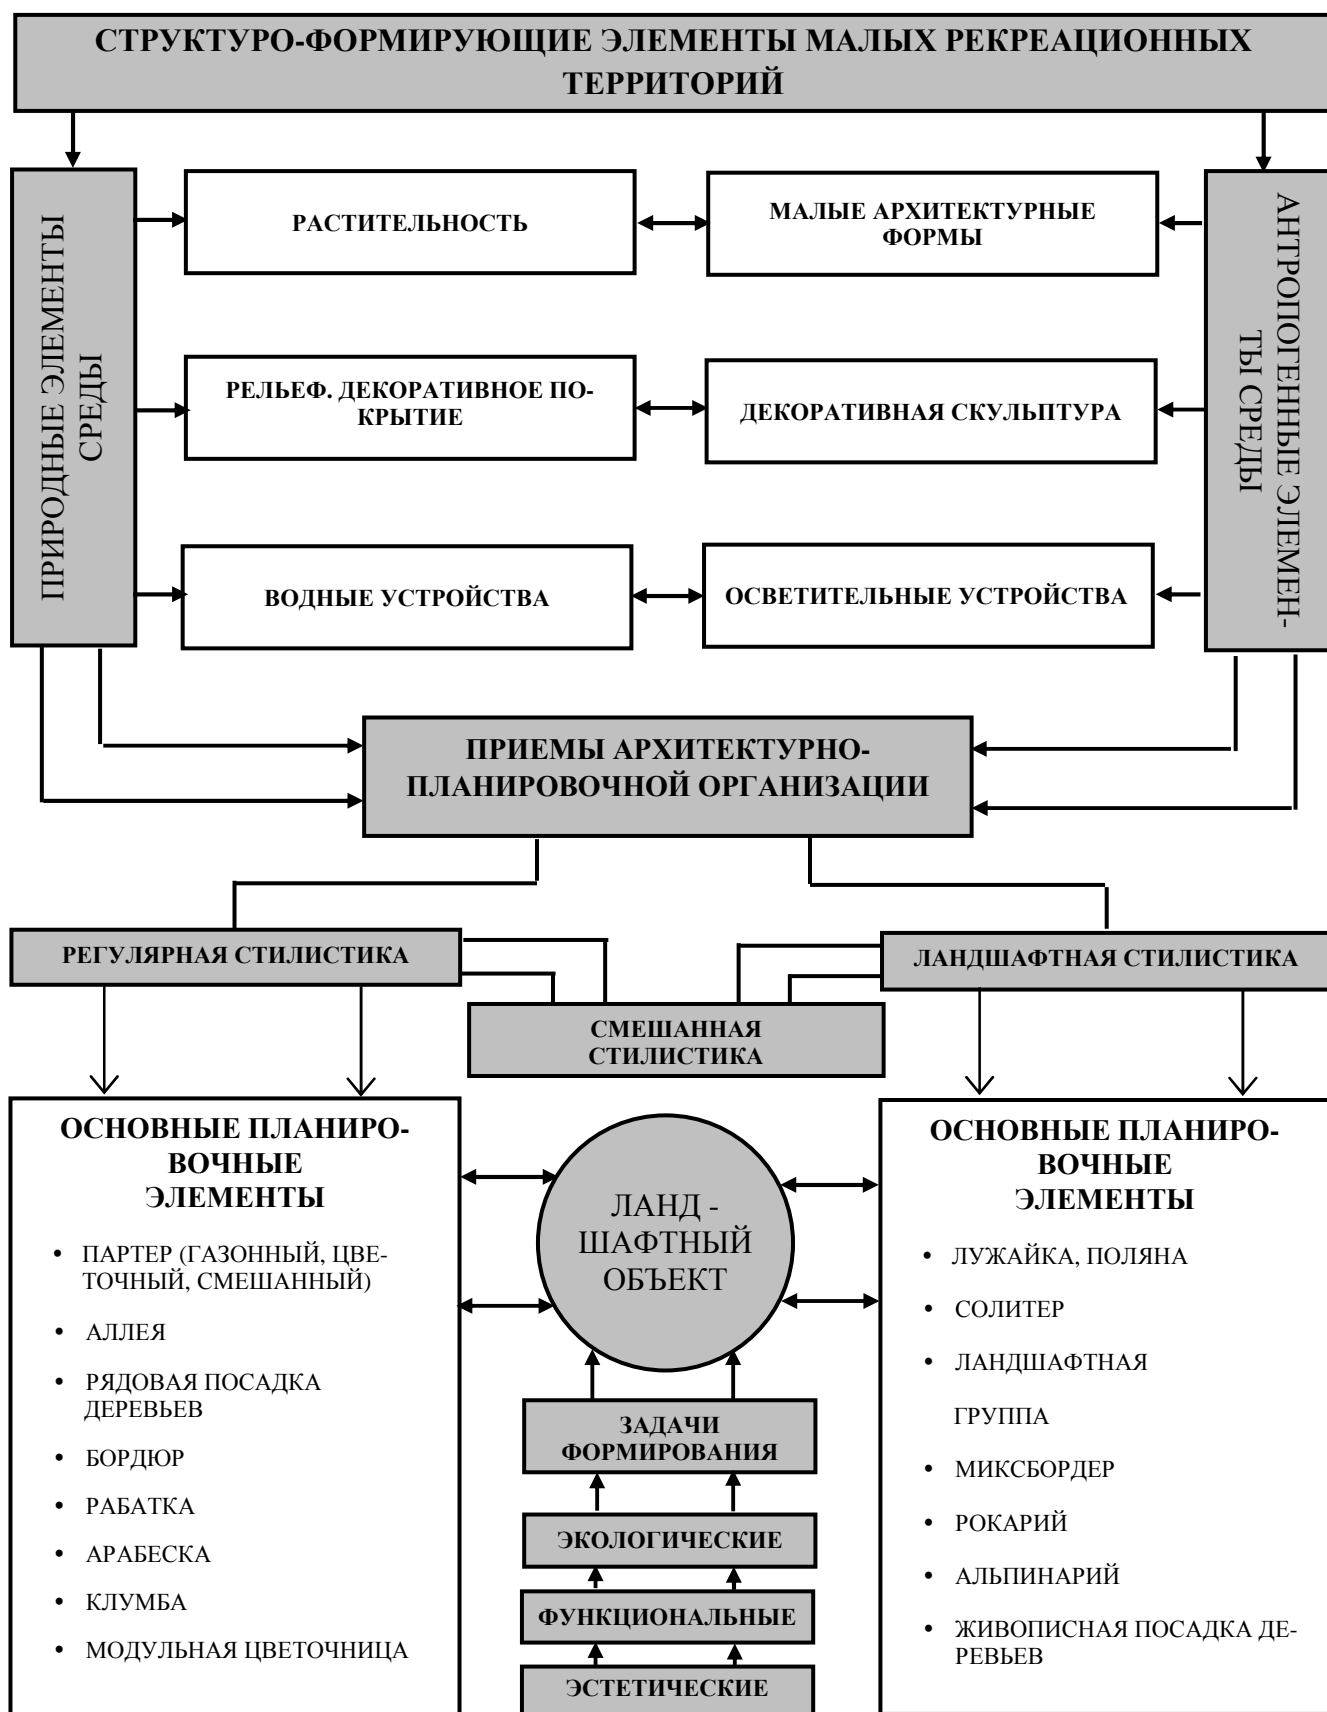 СТРУКТУРО-ФОРМИРУЮЩИЕ ЭЛЕМЕНТЫ МАЛЫХ РЕКРЕАЦИОННЫХ
ТЕРРИТОРИЙ
ПРИРОДНЫЕ ЭЛЕМЕНТЫ
СРЕДЫ
РАСТИТЕЛЬНОСТЬ
МАЛЫЕ АРХИТЕКТУРНЫЕ
ФОРМЫ
АНТРОПОГЕННЫЕ ЭЛЕМЕН-
ТЫ СРЕДЫ
РЕЛЬЕФ. ДЕКОРАТИВНОЕ ПО-
КРЫТИЕ
ДЕКОРАТИВНАЯ СКУЛЬПТУРА
ВОДНЫЕ УСТРОЙСТВА
ОСВЕТИТЕЛЬНЫЕ УСТРОЙСТВА
ПРИЕМЫ АРХИТЕКТУРНО-
ПЛАНИРОВОЧНОЙ ОРГАНИЗАЦИИ
РЕГУЛЯРНАЯ СТИЛИСТИКА
ЛАНДШАФТНАЯ СТИЛИСТИКА
СМЕШАННАЯ
СТИЛИСТИКА
ОСНОВНЫЕ ПЛАНИРО-
ВОЧНЫЕ
ЭЛЕМЕНТЫ
• ПАРТЕР (ГАЗОННЫЙ, ЦВЕ-
ТОЧНЫЙ, СМЕШАННЫЙ)
• АЛЛЕЯ
• РЯДОВАЯ ПОСАДКА
ДЕРЕВЬЕВ
• БОРДЮР
• РАБАТКА
• АРАБЕСКА
• КЛУМБА
• МОДУЛЬНАЯ ЦВЕТОЧНИЦА
ЛАНД -
ШАФТНЫЙ
ОБЪЕКТ
ЗАДАЧИ
ФОРМИРОВАНИЯ
ЭКОЛОГИЧЕСКИЕ
ФУНКЦИОНАЛЬНЫЕ
ЭСТЕТИЧЕСКИЕ
ОСНОВНЫЕ ПЛАНИРО-
ВОЧНЫЕ
ЭЛЕМЕНТЫ
• ЛУЖАЙКА, ПОЛЯНА
• СОЛИТЕР
• ЛАНДШАФТНАЯ
ГРУППА
• МИКСБОРДЕР
• РОКАРИЙ
• АЛЬПИНАРИЙ
• ЖИВОПИСНАЯ ПОСАДКА ДЕ-
РЕВЬЕВ